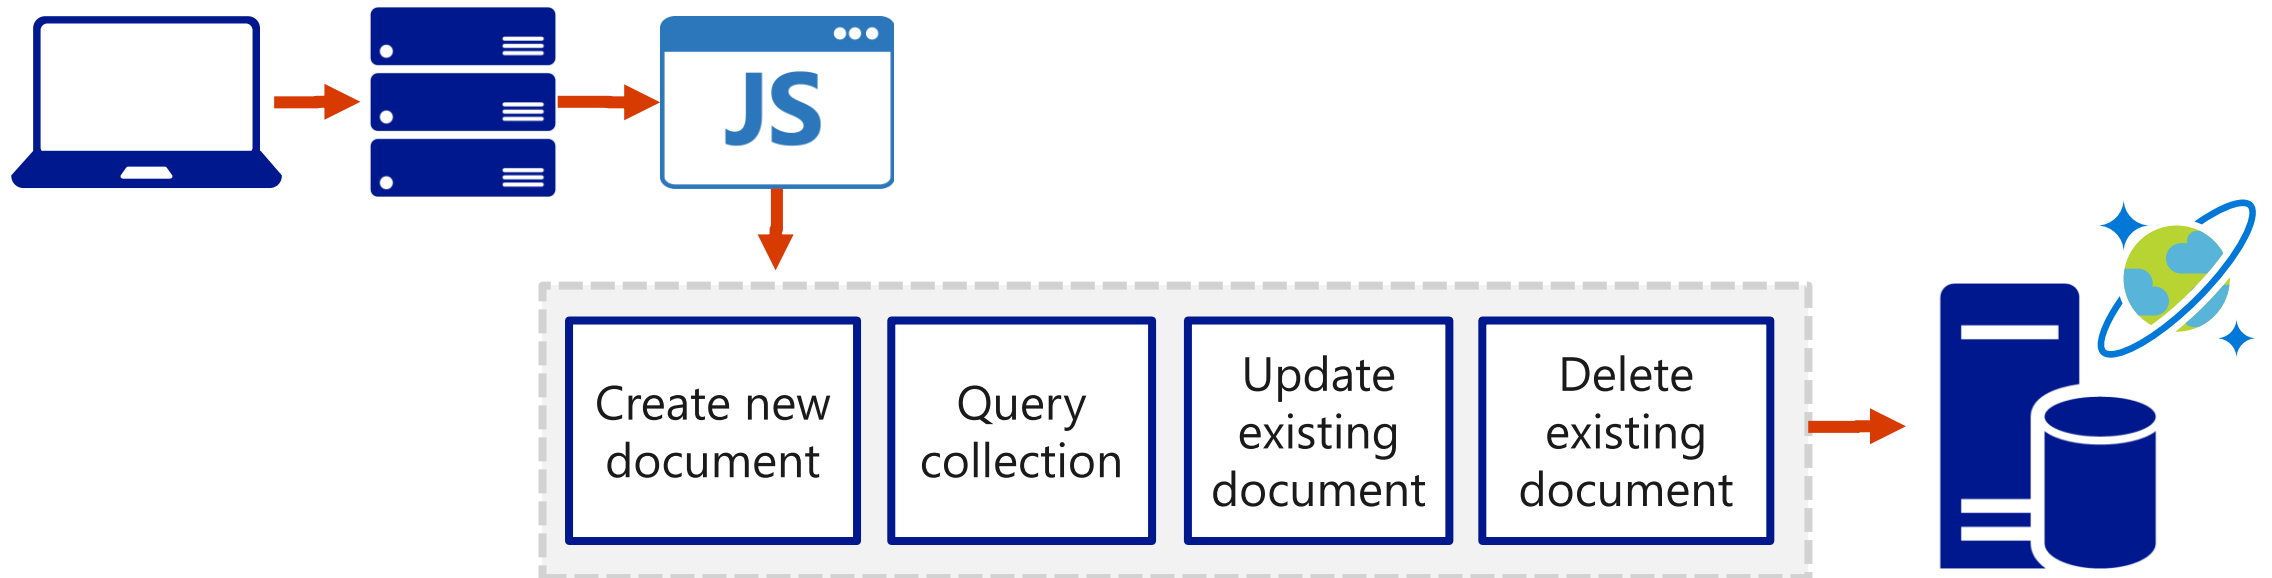 JS
Create new
document
Query
collection
Update
existing
document
Delete
existing
document